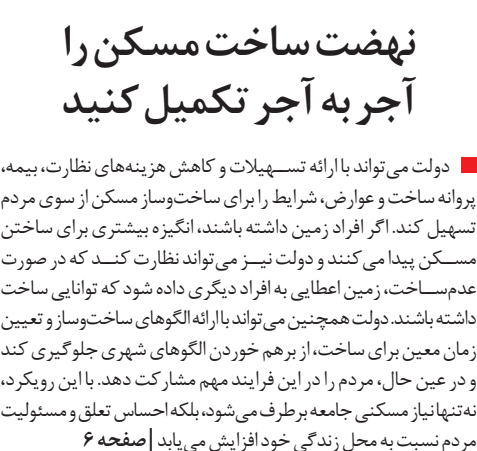 نهضت ساخت مسکن را
آجر به آجر تکمیل کنید
دولت می‌تواند با ارائه تســهیلات و کاهش هزینه‌های نظارت، بیمه،
پروانه ساخت و عوارض، شرایط را برای ساخت‌وساز مسکن از سوی مردم
تسهیل کند. اگر افراد زمین داشته باشند، انگیزه بیشتری برای ساختن
مســکن پیدا می‌کنند و دولت نیــز می‌تواند نظارت کنــد که در صورت
عدم‌ســاخت، زمین اعطایی به افراد دیگری داده شود که توانایی ساخت
داشته باشند. دولت همچنین می‌تواند با ارائه الگوهای ساخت‌وساز و تعیین
زمان معین برای ساخت، از برهم خوردن الگوهای شهری جلوگیری کند
و در عین حال، مردم را در این فرایند مهم مشارکت دهد. با این رویکرد،
نه‌تنها نیاز مسکنی جامعه برطرف می‌شود، بلکه احساس تعلق و مسئولیت
مردم نسبت به محل زندگی خود افزایش می‌یابد | صفحه ۶